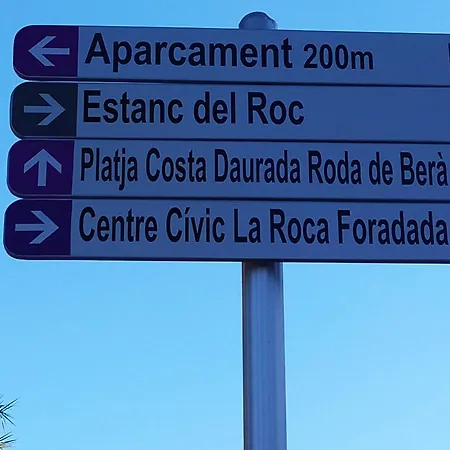 Aparcament 200m
Estanc del Roc
Platja Costa Daurada Roda de Berà
Centre Cívic La Roca Foradada